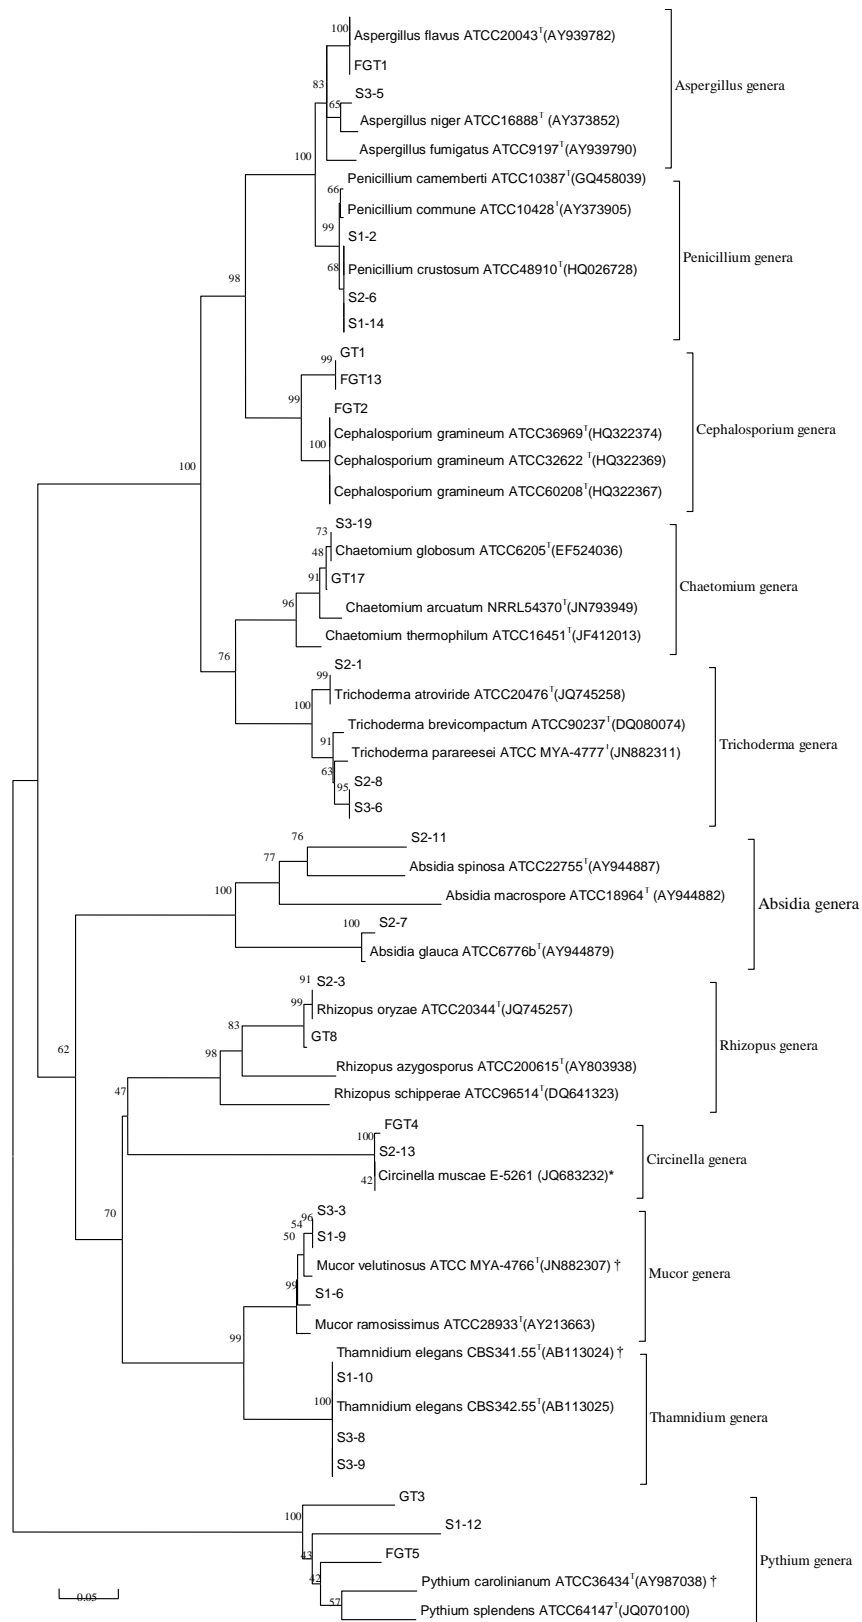 100
Aspergillus flavus ATCC20043T(AY939782)
FGT1
83
S3-5
65
Aspergillus niger ATCC16888T (AY373852)
Aspergillus fumigatus ATCC9197T(AY939790)
Aspergillus genera
100
Penicillium camemberti ATCC10387T(GQ458039)
66
Penicillium commune ATCC10428T(AY373905)
99
S1-2
68
Penicillium crustosum ATCC48910T(HQ026728)
S2-6
S1-14
Penicillium genera
98
GT1
99
FGT13
99
FGT2
Cephalosporium gramineum ATCC36969T(HQ322374)
100
Cephalosporium gramineum ATCC32622 T(HQ322369)
Cephalosporium gramineum ATCC60208T(HQ322367)
Cephalosporium genera
100
S3-19
73
48
Chaetomium globosum ATCC6205T(EF524036)
91
GT17
96
Chaetomium arcuatum NRRL54370T(JN793949)
Chaetomium thermophilum ATCC16451T(JF412013)
Chaetomium genera
76
S2-1
99
Trichoderma atroviride ATCC20476T(JQ745258)
100
Trichoderma brevicompactum ATCC90237T(DQ080074)
91
Trichoderma parareesei ATCC MYA-4777T(JN882311)
63
S2-8
95
S3-6
Trichoderma genera
76
S2-11
77
Absidia spinosa ATCC22755T(AY944887)
100
Absidia macrospore ATCC18964T (AY944882)
100
S2-7
Absidia glauca ATCC6776bT(AY944879)
Absidia genera
62
91
S2-3
99
Rhizopus oryzae ATCC20344T(JQ745257)
83
GT8
98
Rhizopus azygosporus ATCC200615T(AY803938)
Rhizopus schipperae ATCC96514T(DQ641323)
Rhizopus genera
47
FGT4
100
S2-13
42
Circinella muscae E-5261 (JQ683232)*
Circinella genera
70
S3-3
96
54
50
S1-9
Mucor velutinosus ATCC MYA-4766T(JN882307) †
99
S1-6
Mucor ramosissimus ATCC28933T(AY213663)
Mucor genera
99
Thamnidium elegans CBS341.55T(AB113024) †
S1-10
100
Thamnidium elegans CBS342.55T(AB113025)
S3-8
S3-9
Thamnidium genera
GT3
100
S1-12
43
FGT5
42
Pythium carolinianum ATCC36434T(AY987038) †
57
Pythium splendens ATCC64147T(JQ070100)
Pythium genera
0.05